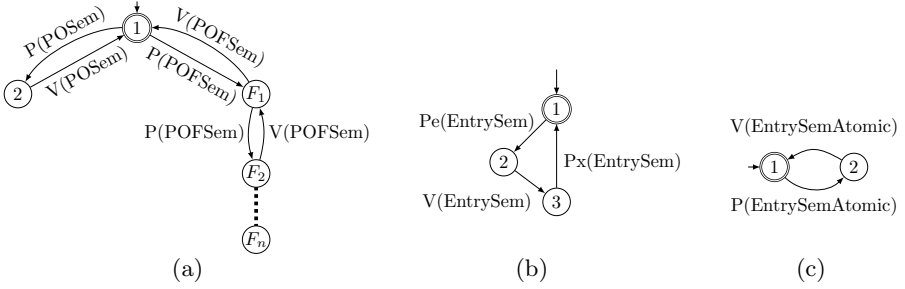 P(POSem)
V(POSem)
1
2
V(POFSem)
P(POFSem)
F1
P(POFSem)
V(POFSem)
F2
Fn
(a)
1
Pe(EntrySem)
2
Px(EntrySem)
V(EntrySem)
3
(b)
V(EntrySemAtomic)
1
2
P(EntrySemAtomic)
(c)